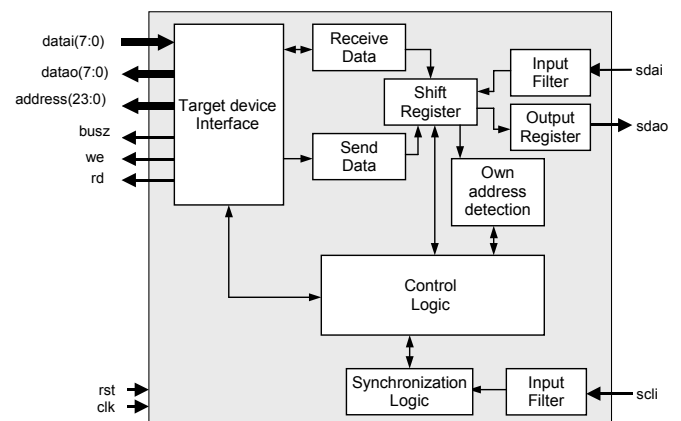 datai(7:0)
datao(7:0)
address(23:0)
busz
we
rd
Target device
Interface
Receive
Data
Send
Data
Shift
Register
Input
Filter
sdai
Output
Register
sdao
Own
address
detection
Control
Logic
Synchronization
Logic
Input
Filter
scli
rst
clk